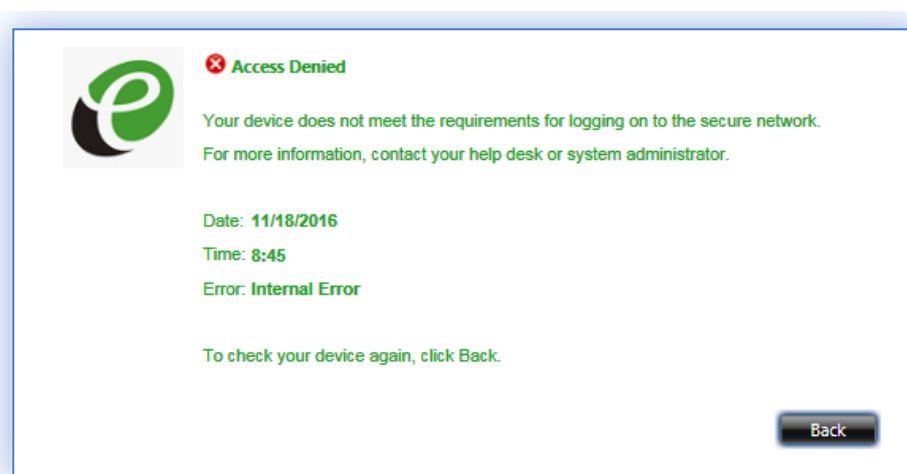 Access Denied
Your device does not meet the requirements for logging on to the secure network.
For more information, contact your help desk or system administrator.
Date: 11/18/2016
Time: 8:45
Error: Internal Error
To check your device again, click Back.
Back